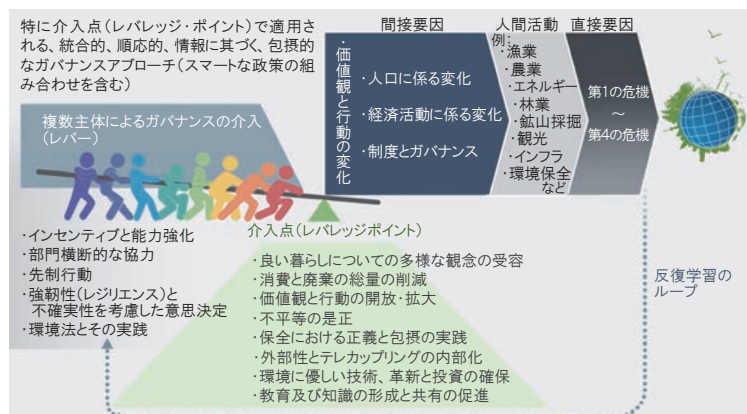 特に介入点(レバレッジ・ポイント)で適用さ
れる、統合的、順応的、情報に其づく、包摂的
なガバナンスアプローチ(スマートな政策の組
み合わせを含む)
複数主体によるガバナンスの介入
(レバー)
・インセンティブと能力強化
・部門横断的な協力
・先制行動
・強靭性(レジリエンス)と
不確実性を考慮した意思決定
・環境法とその実践
間接要因
・価値観と行動の変化
・人口に係る変化
・経済活動に係る変化
・制度とガバナンス
人間活動
例:
・漁業
・農業
・エネルギー
・林業
・鉱山採掘
・観光
・インフラ
・環境保全
など
直接要因
第1の危機
~
第4の危機
介入点(レバレッジポイント)
・良い暮らしについての多様な観念の受容
・消費と廃棄の総量の削減
・価値観と行動の開放・拡大
・不平等の是正
・保全における正義と包摂の実践
・外部性とテレカップリングの内部化
・環境に優しい技術、革新と投資の確保
・教育及び知識の形成と共有の促進
反復学習の
ループ